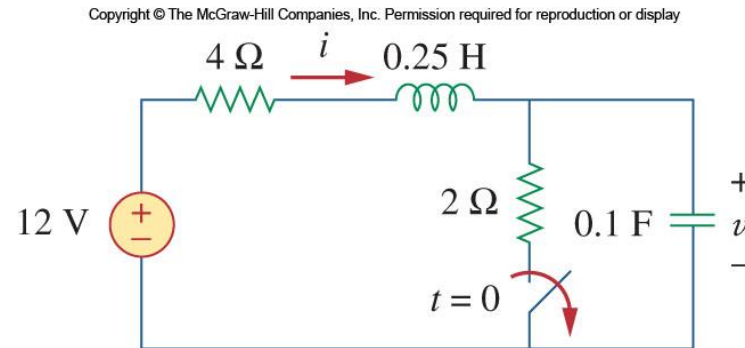 Copyright © The McGraw-Hill Companies, Inc. Permission required for reproduction or display
4 Ω
i
0.25 H
12 V
+
−
2 Ω
0.1 F
+
v
−
t = 0